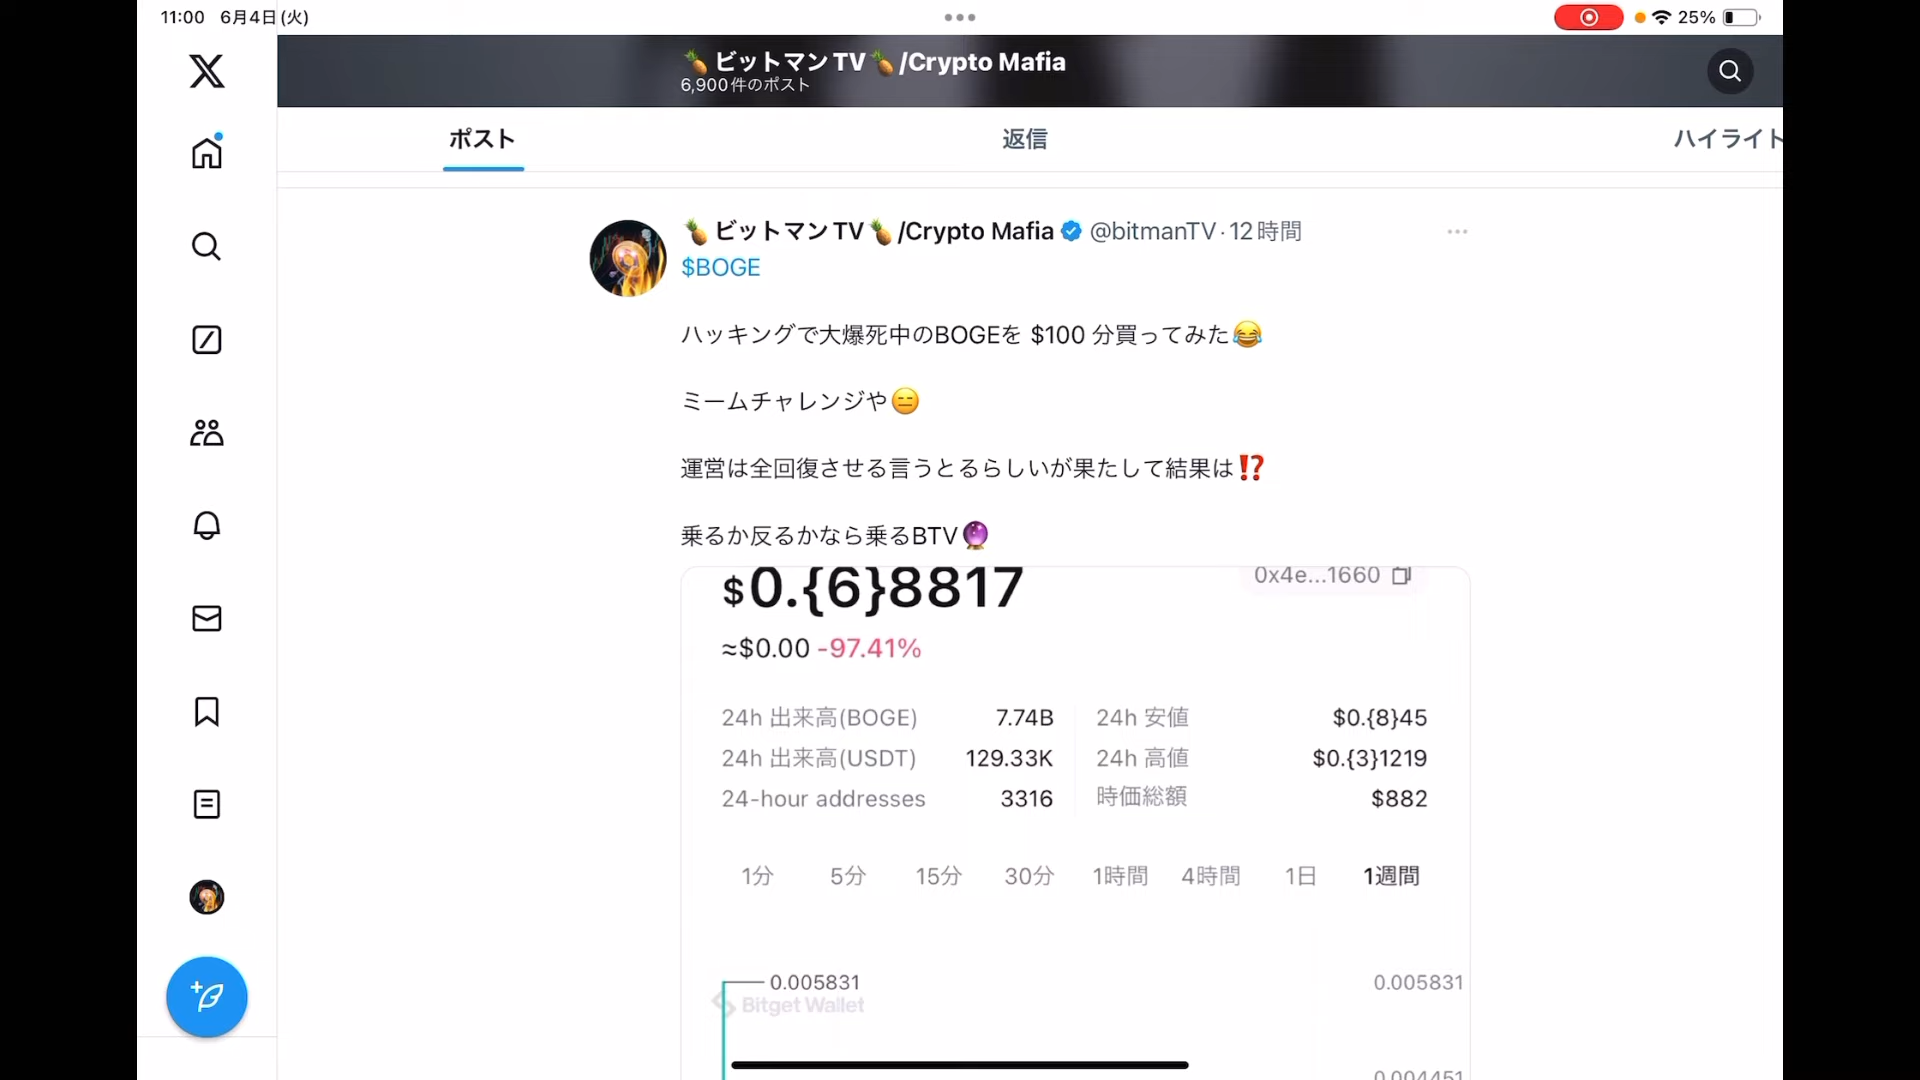 11:00 6月4日(火)
25%
🍍ビットマンTV🍍/Crypto Mafia
6,900件のポスト
ポスト 返信 ハイライト
🍍ビットマンTV🍍/Crypto Mafia @bitmanTV·12時間
$BOGE
ハッキングで大爆死中のBOGEを $100 分買ってみた😂
ミームチャレンジや😑
運営は全回復させる言うとるらしいが果たして結果は⁉️
乗るか反るかなら乗るBTV🔮
$0.{6}8817 0x4e...1660
≈$0.00 -97.41%
24h 出来高(BOGE) 7.74B 24h 安値 $0.{8}45
24h 出来高(USDT) 129.33K 24h 高値 $0.{3}1219
24-hour addresses 3316 時価総額 $882
1分 5分 15分 30分 1時間 4時間 1日 1週間
0.005831 0.005831
Bitget Wallet
0.004451